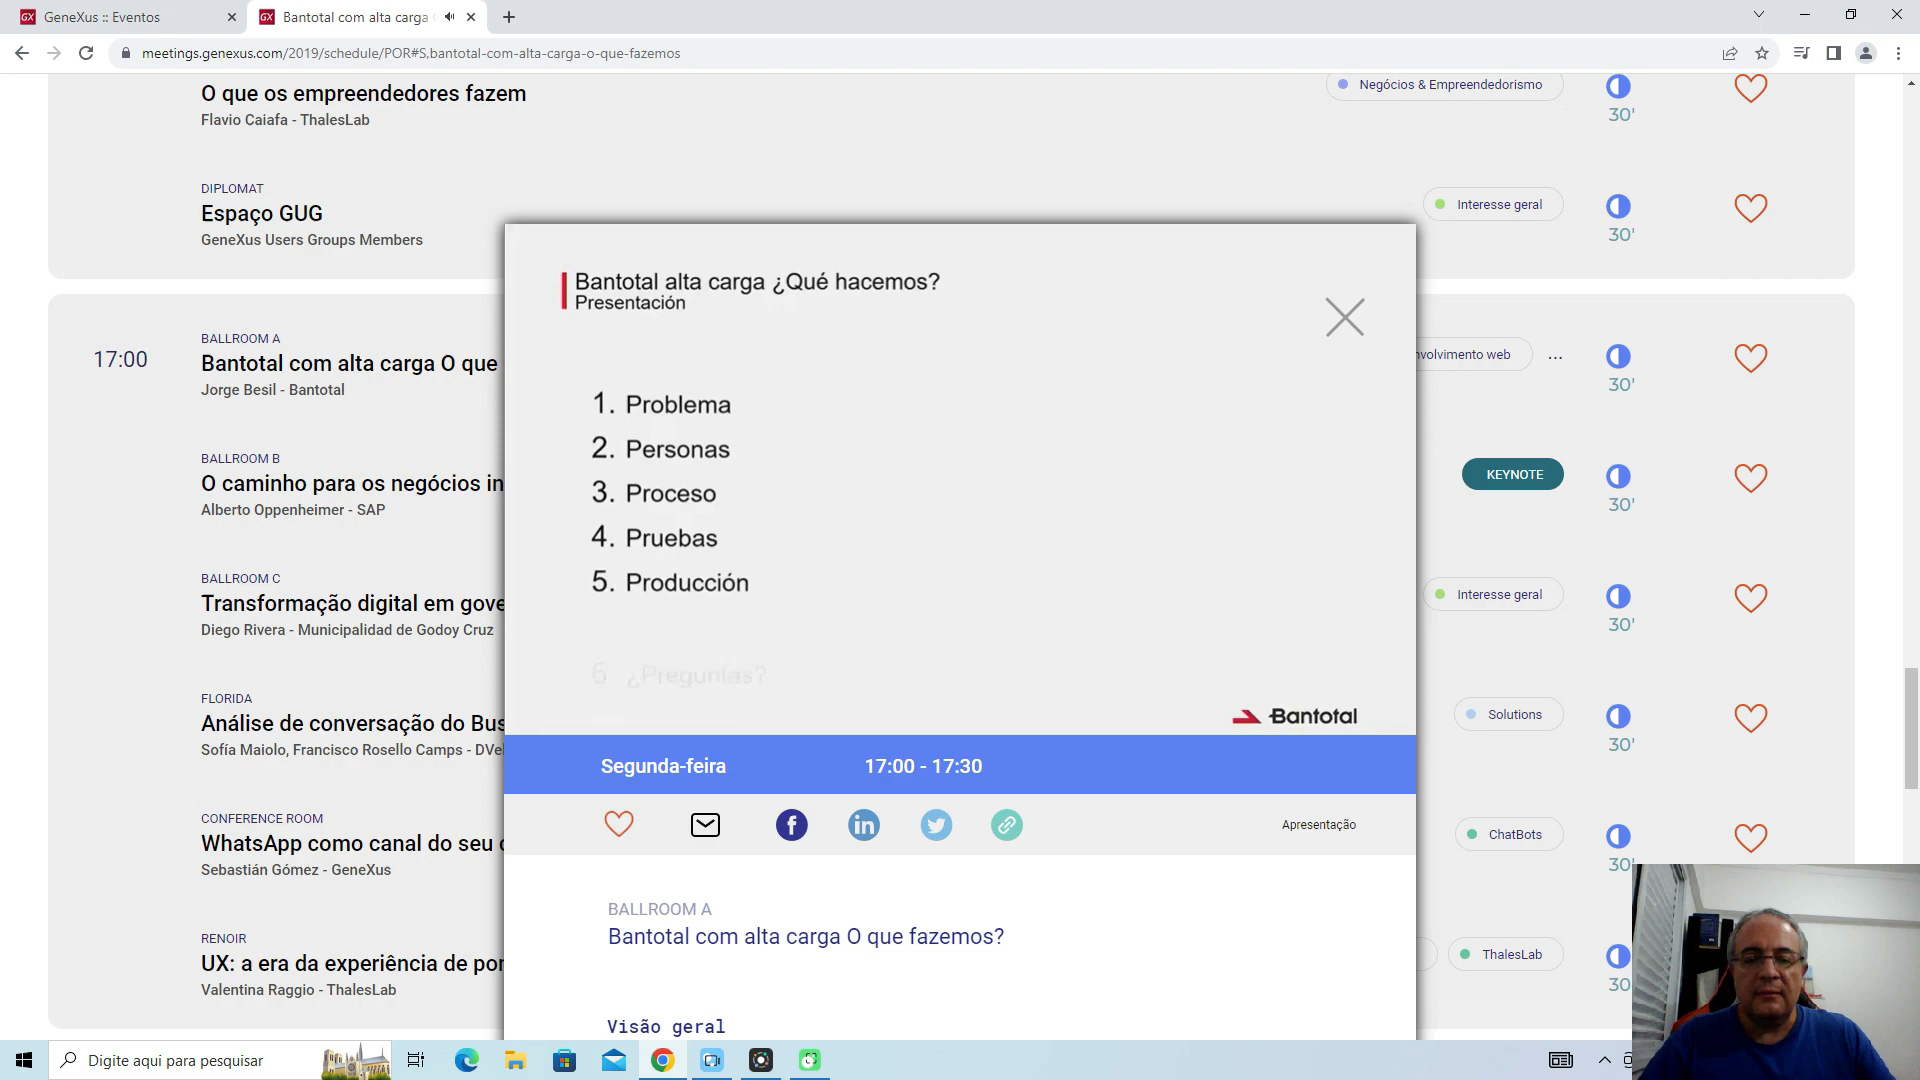 GeneXus :: Eventos
Bantotal com alta carga
meetings.genexus.com/2019/schedule/POR#S,bantotal-com-alta-carga-o-que-fazemos
O que os empreendedores fazem
Flavio Caiafa - ThalesLab
Negócios & Empreendedorismo
30'
DIPLOMAT
Espaço GUG
GeneXus Users Groups Members
Interesse geral
30'
17:00
BALLROOM A
Bantotal com alta carga O que
Jorge Besil - Bantotal
nvolvimento web
...
30'
BALLROOM B
O caminho para os negócios in
Alberto Oppenheimer - SAP
KEYNOTE
30'
BALLROOM C
Transformação digital em gove
Diego Rivera - Municipalidad de Godoy Cruz
Interesse geral
30'
FLORIDA
Análise de conversação do Bus
Sofía Maiolo, Francisco Rosello Camps - DVel
Solutions
30'
CONFERENCE ROOM
WhatsApp como canal do seu c
Sebastián Gómez - GeneXus
ChatBots
30'
RENOIR
UX: a era da experiência de por
Valentina Raggio - ThalesLab
ThalesLab
30
Bantotal alta carga ¿Qué hacemos?
Presentación
1. Problema
2. Personas
3. Proceso
4. Pruebas
5. Producción
6 ¿Preguntas?
Bantotal
Segunda-feira 17:00 - 17:30
Apresentação
BALLROOM A
Bantotal com alta carga O que fazemos?
Visão geral
Digite aqui para pesquisar